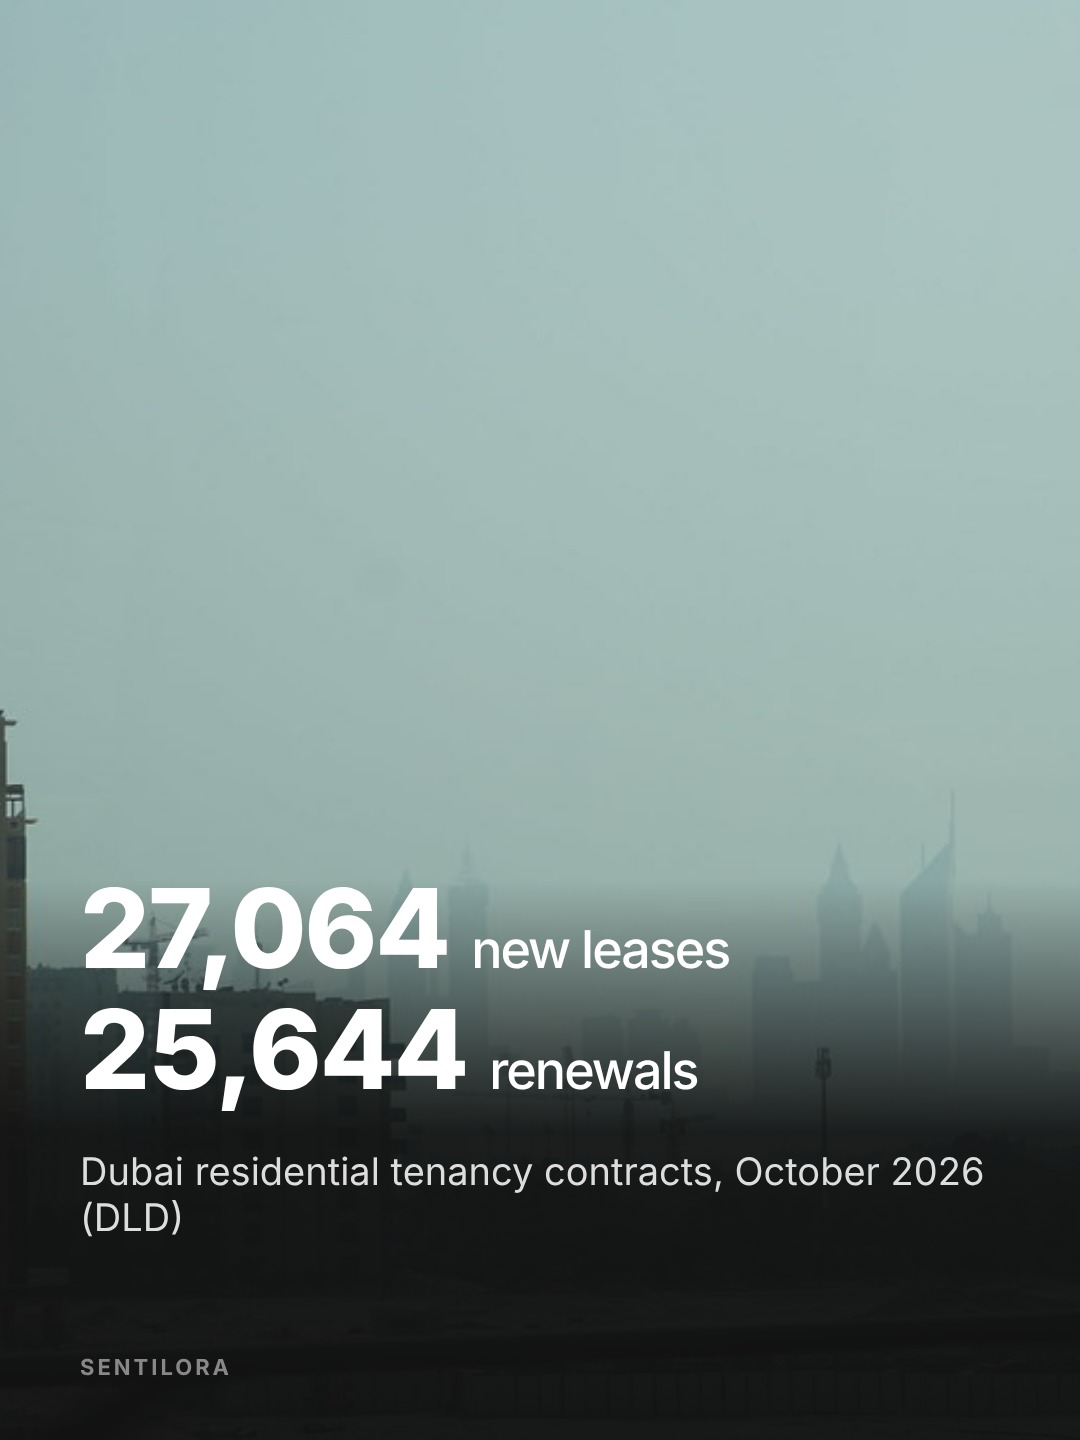 27,064 new leases
25,644 renewals
Dubai residential tenancy contracts, October 2026
(DLD)
SENTILORA